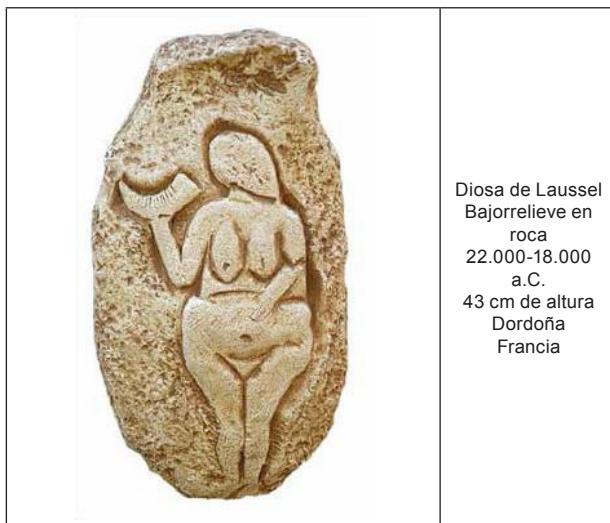 Diosa de Laussel
Bajorrelieve en
roca
22.000-18.000
a.C.
43 cm de altura
Dordoña
Francia